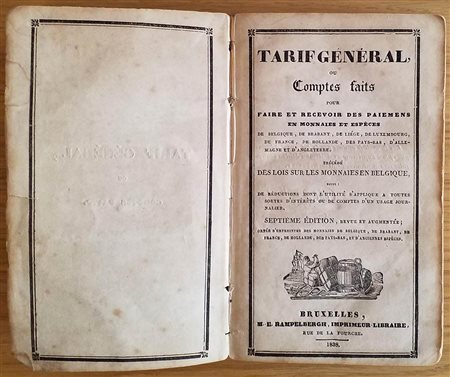 TARIF GÉNÉRAL,
OU
Comptes faits
POUR
FAIRE ET RECEVOIR DES PAIEMENS
EN MONNAIES ET ESPÈCES
DE BELGIQUE, DE BRABANT, DE LIÉGE, DE LUXEMBOURG,
DE FRANCE, DE HOLLANDE, DES PAYS-BAS, D'ALLE-
MAGNE ET D'ANGLETERRE.
PRÉCÉDÉ
DES LOIS SUR LES MONNAIES EN BELGIQUE,
SUIVI
DE RÉDUCTIONS DONT L'UTILITÉ S'APPLIQUE A TOUTES
SORTES D'INTÉRÊTS OU DE COMPTES D'UN USAGE JOUR-
NALIER.
SEPTIÈME ÉDITION, REVUE ET AUGMENTÉE;
ORNÉE D'EMPREINTES DES MONNAIES DE BELGIQUE, DE BRABANT, DE
FRANCE, DE HOLLANDE, DES PAYS-BAS, ET D'ANCIENNES ESPÈCES.
BRUXELLES,
M.-E. RAMPELBERGH, IMPRIMEUR-LIBRAIRE,
RUE DE LA FOURCHE.
1838.